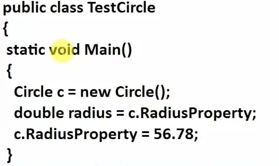 public class TestCircle
{
static void Main()
{
Circle c = new Circle();
double radius = c.RadiusProperty;
c.RadiusProperty = 56.78;
}